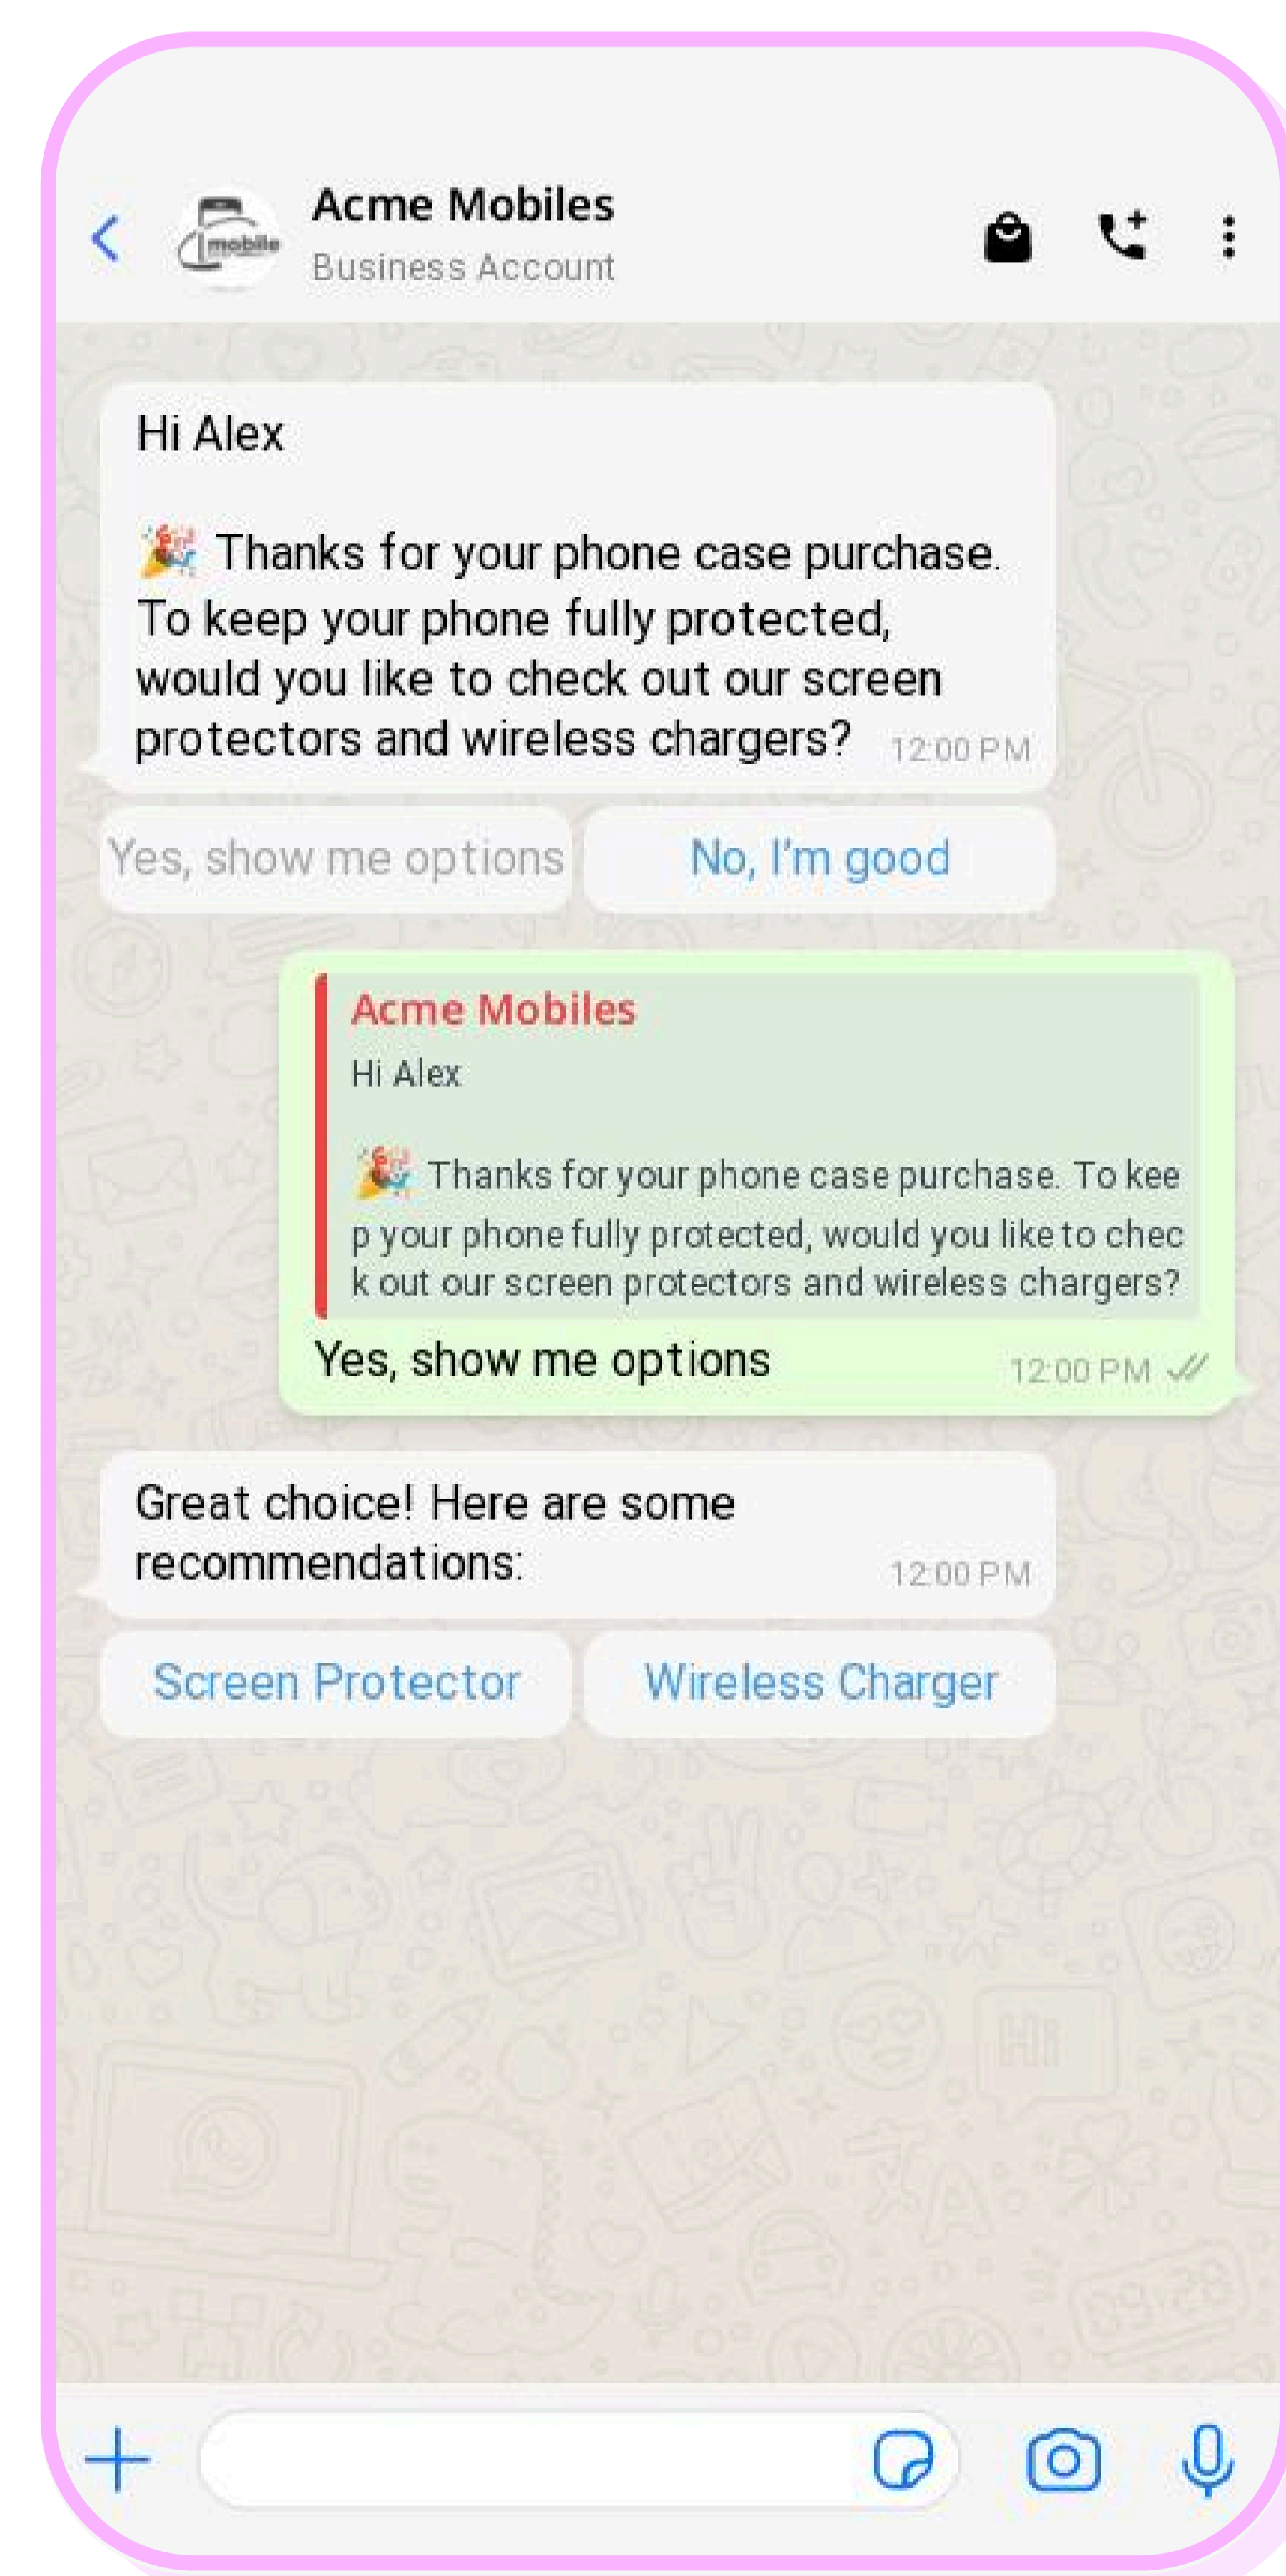 Acme Mobiles
mobile
Business Account
Hi Alex
🎉 Thanks for your phone case purchase.
To keep your phone fully protected,
would you like to check out our screen
protectors and wireless chargers? 12:00 PM
Yes, show me options No, I'm good
Acme Mobiles
Hi Alex
🎉 Thanks for your phone case purchase. To kee
p your phone fully protected, would you like to chec
k out our screen protectors and wireless chargers?
Yes, show me options 12:00 PM
Great choice! Here are some
recommendations: 12:00 PM
Screen Protector Wireless Charger
Hi